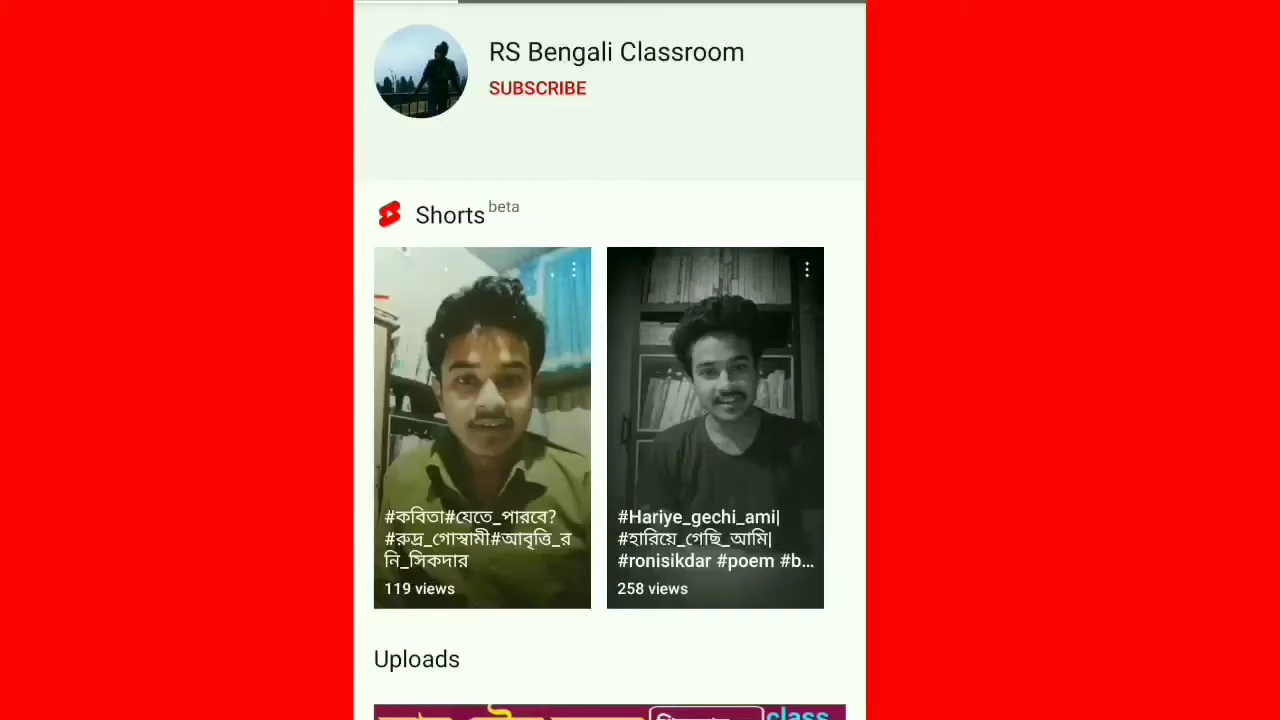 RS Bengali Classroom
SUBSCRIBE
Shorts beta
#কবিতা#যেতে_পারবে?
#রুদ্র_গোস্বামী#আবৃত্তি_র
নি_সিকদার
119 views
#Hariye_gechi_ami|
#হারিয়ে_গেছি_আমি|
#ronisikdar #poem #b...
258 views
Uploads
class